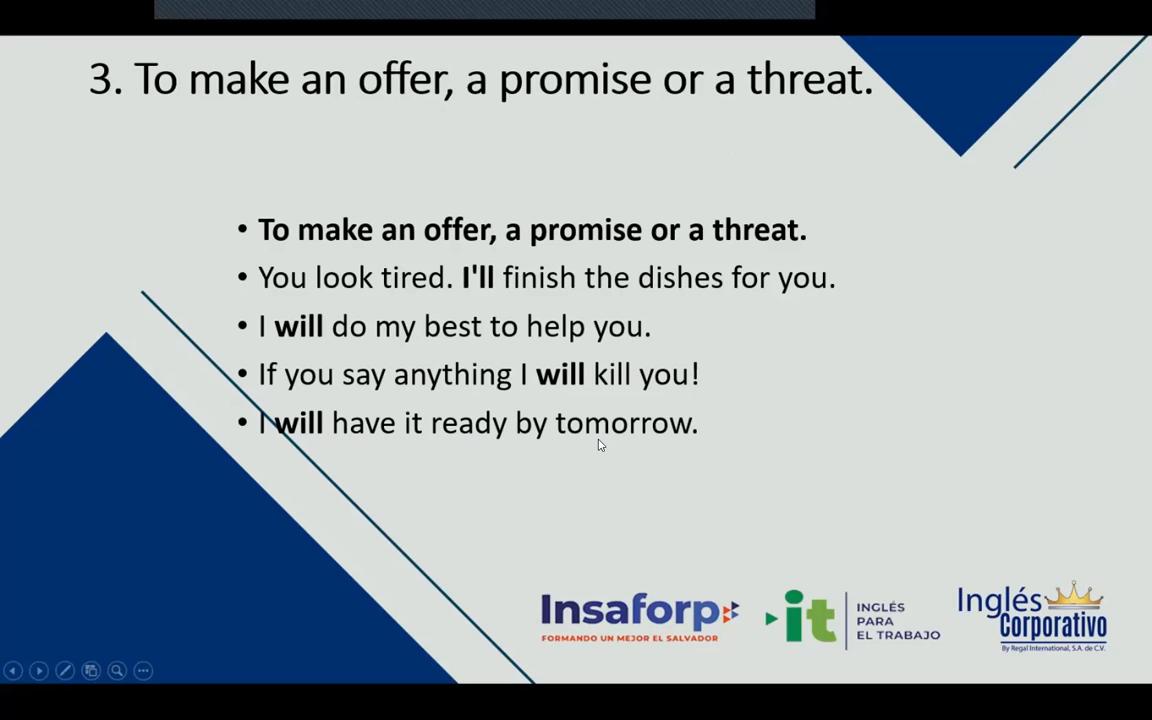 3. To make an offer, a promise or a threat.
• To make an offer, a promise or a threat.
• You look tired. I'll finish the dishes for you.
• I will do my best to help you.
• If you say anything I will kill you!
• I will have it ready by tomorrow.
Insaforp
FORMANDO UN MEJOR EL SALVADOR
it
INGLÉS
PARA
EL TRABAJO
Inglés
Corporativo
By Regal International, S.A. de C.V.